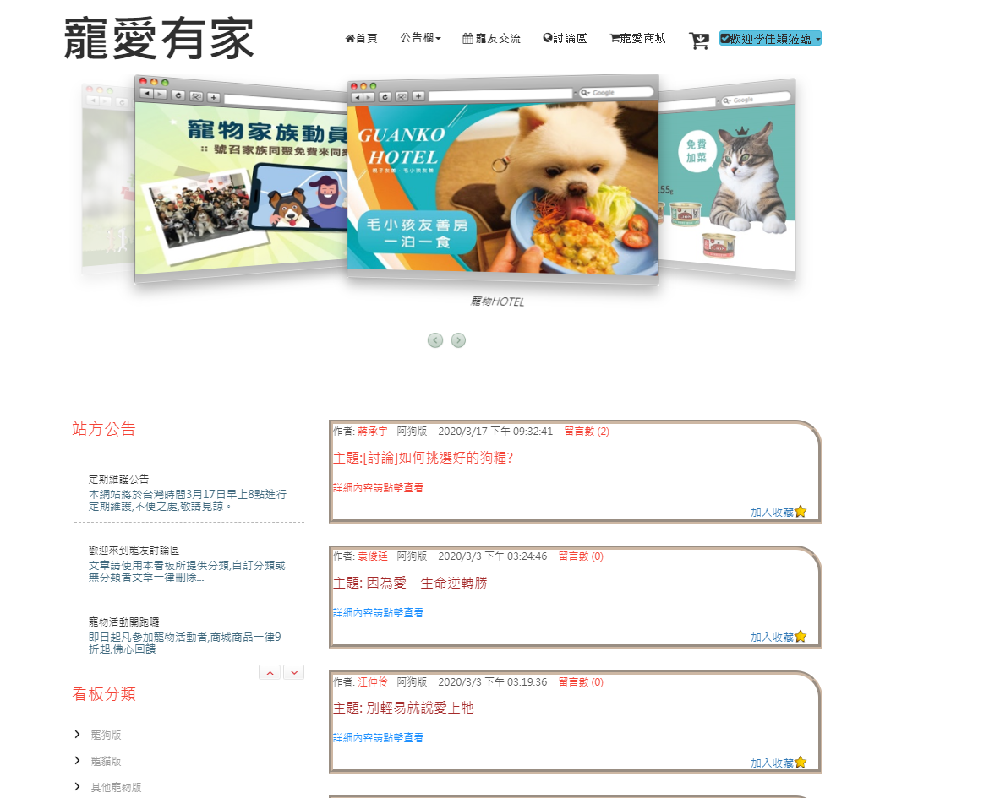 寵愛有家
首頁 公告欄 寵友交流 討論區 寵愛商城 歡迎李佳穎蒞臨
Google
Google
寵物家族動員
:: 號召家族同聚免費來同樂
GUANKO
HOTEL
親子友善．毛小孩友善
毛小孩友善房
一泊一食
免費
加菜
55g
寵物HOTEL
站方公告
定期維護公告
本網站將於台灣時間3月17日早上8點進行
定期維護,不便之處,敬請見諒。
歡迎來到寵友討論區
文章請使用本看板所提供分類,自訂分類或
無分類者文章一律刪除...
寵物活動開跑囉
即日起凡參加寵物活動者,商城商品一律9
折起,佛心回饋
看板分類
寵狗版
寵貓版
其他寵物版
作者: 蔣承宇 阿狗版 2020/3/17 下午 09:32:41 留言數 (2)
主題:[討論]如何挑選好的狗糧?
詳細內容請點擊查看.....
加入收藏
作者: 袁俊廷 阿狗版 2020/3/3 下午 03:24:46 留言數 (0)
主題: 因為愛　生命逆轉勝
詳細內容請點擊查看.....
加入收藏
作者: 江仲伶 阿狗版 2020/3/3 下午 03:19:36 留言數 (0)
主題: 別輕易就說愛上牠
詳細內容請點擊查看.....
加入收藏